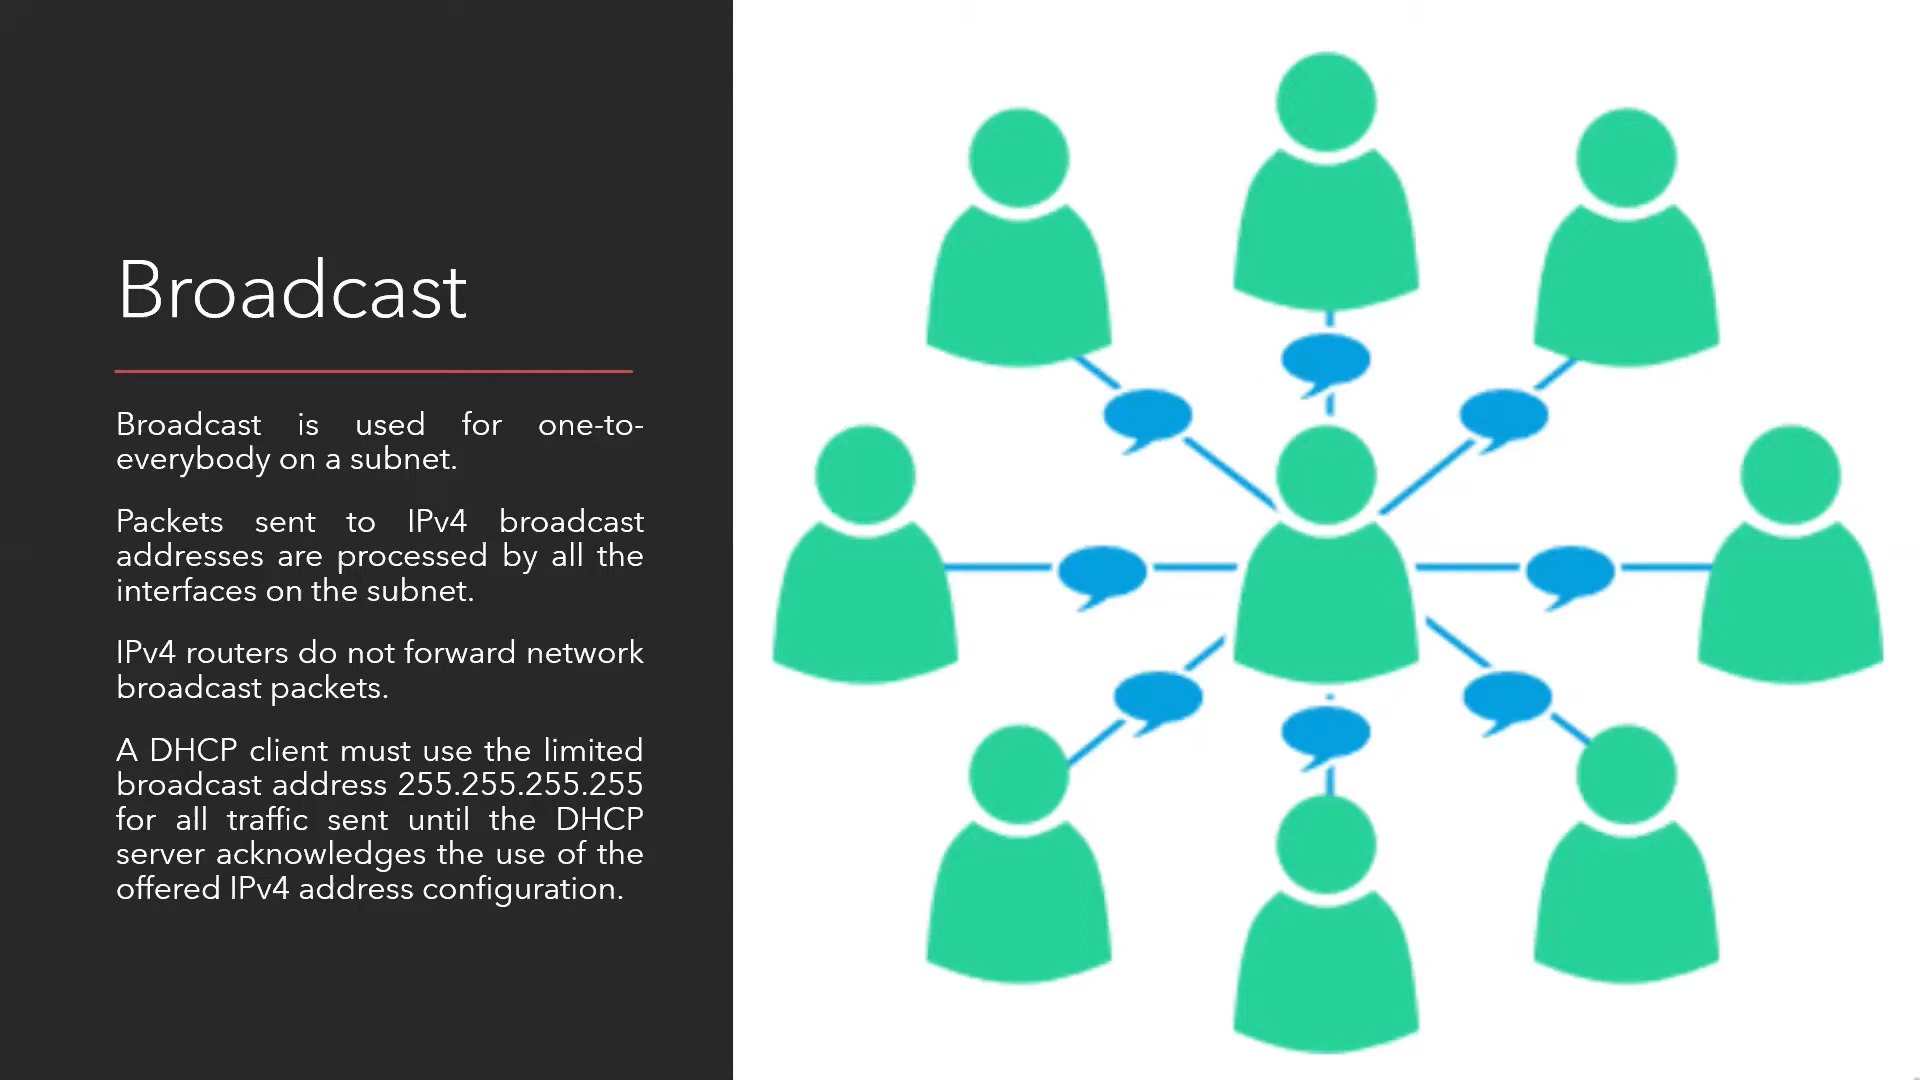 Broadcast
Broadcast is used for one-to-
everybody on a subnet.
Packets sent to IPv4 broadcast
addresses are processed by all the
interfaces on the subnet.
IPv4 routers do not forward network
broadcast packets.
A DHCP client must use the limited
broadcast address 255.255.255.255
for all traffic sent until the DHCP
server acknowledges the use of the
offered IPv4 address configuration.